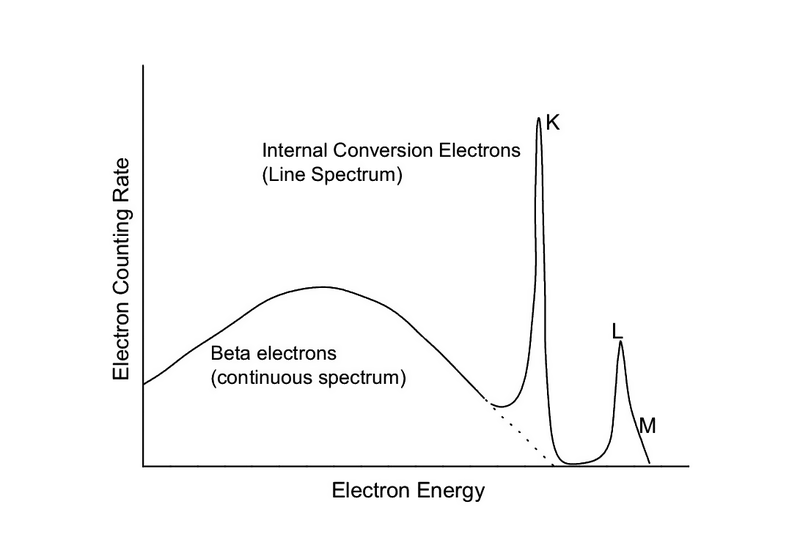 K
Internal Conversion Electrons
(Line Spectrum)
Electron Counting Rate
L
Beta electrons
(continuous spectrum)
M
Electron Energy